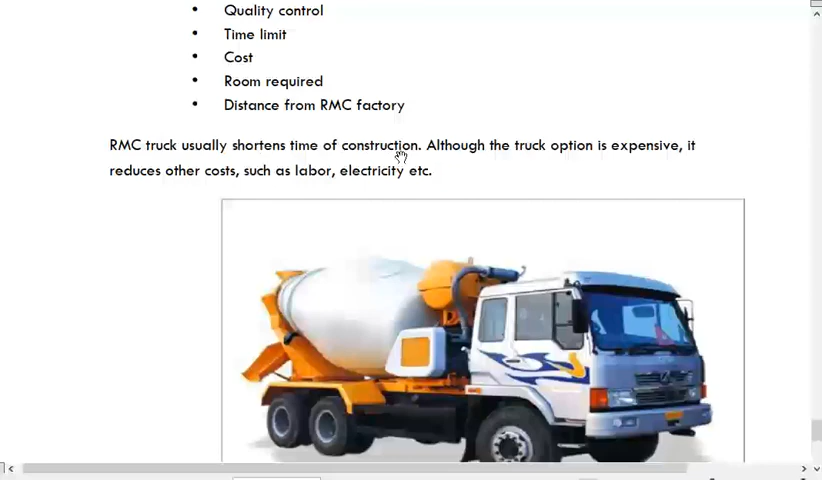 • Quality control
• Time limit
• Cost
• Room required
• Distance from RMC factory
RMC truck usually shortens time of construction. Although the truck option is expensive, it
reduces other costs, such as labor, electricity etc.